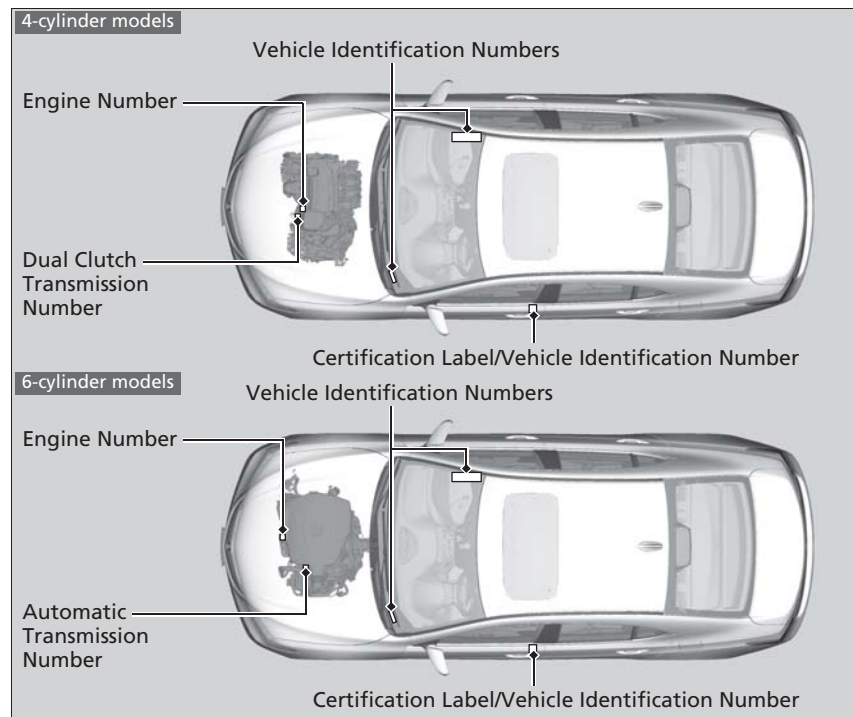 4-cylinder models
Vehicle Identification Numbers
Engine Number
Dual Clutch
Transmission
Number
Certification Label/Vehicle Identification Number
6-cylinder models
Vehicle Identification Numbers
Engine Number
Automatic
Transmission
Number
Certification Label/Vehicle Identification Number